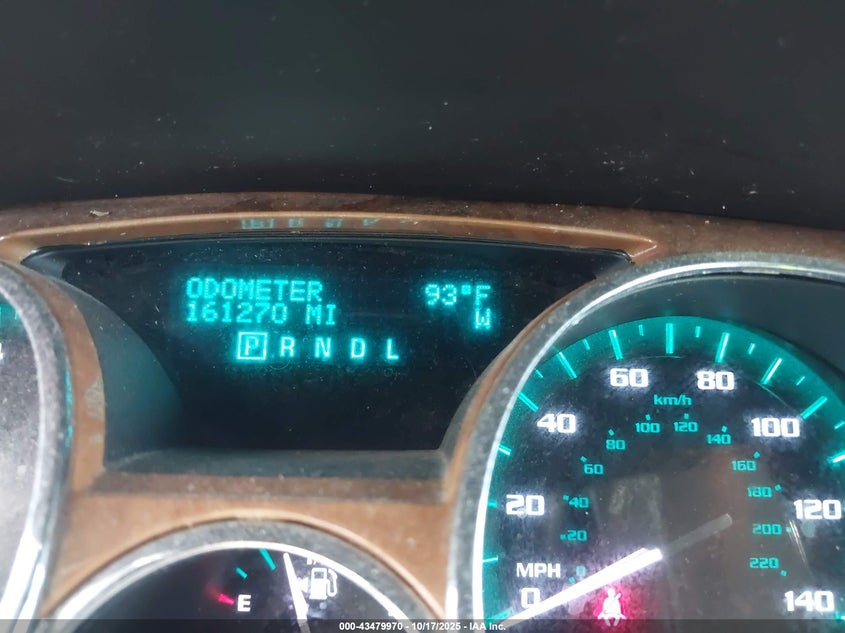 ODOMETER 93°F
161270 MI W
P R N D L
60 80
km/h
40 100 120 100
80 140
60 160
20 40 180 120
20 200
MPH 0 220
0 140
E
000-43479970 - 10/17/2025 - IAA Inc.